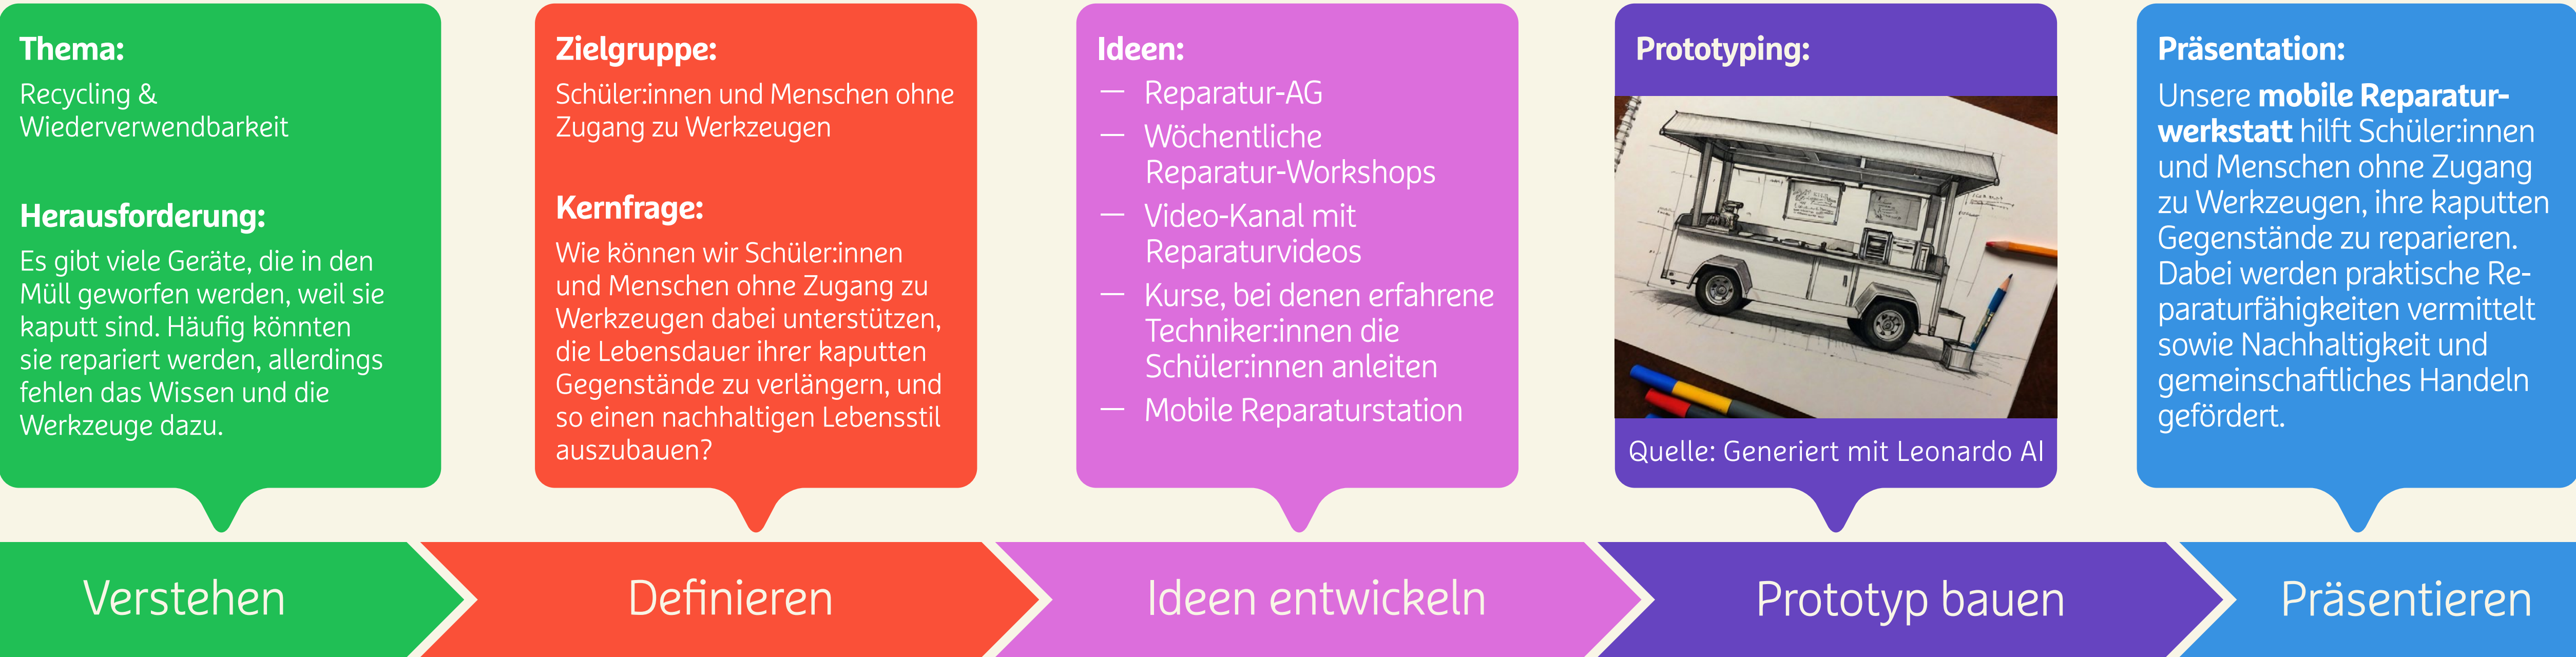 Thema:
Recycling &
Wiederverwendbarkeit
Herausforderung:
Es gibt viele Geräte, die in den
Müll geworfen werden, weil sie
kaputt sind. Häufig könnten
sie repariert werden, allerdings
fehlen das Wissen und die
Werkzeuge dazu.
Zielgruppe:
Schüler:innen und Menschen ohne
Zugang zu Werkzeugen
Kernfrage:
Wie können wir Schüler:innen
und Menschen ohne Zugang zu
Werkzeugen dabei unterstützen,
die Lebensdauer ihrer kaputten
Gegenstände zu verlängern, und
so einen nachhaltigen Lebensstil
auszubauen?
Ideen:
— Reparatur-AG
— Wöchentliche
Reparatur-Workshops
— Video-Kanal mit
Reparaturvideos
— Kurse, bei denen erfahrene
Techniker:innen die
Schüler:innen anleiten
— Mobile Reparaturstation
Prototyping:
Quelle: Generiert mit Leonardo AI
Präsentation:
Unsere mobile Reparatur-
werkstatt hilft Schüler:innen
und Menschen ohne Zugang
zu Werkzeugen, ihre kaputten
Gegenstände zu reparieren.
Dabei werden praktische Re-
paraturfähigkeiten vermittelt
sowie Nachhaltigkeit und
gemeinschaftliches Handeln
gefördert.
Verstehen
Definieren
Ideen entwickeln
Prototyp bauen
Präsentieren